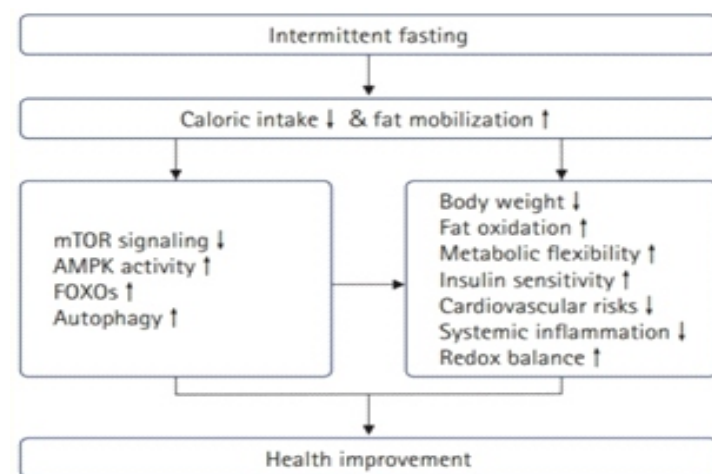 Intermittent fasting
Caloric intake ↓ & fat mobilization ↑
mTOR signaling ↓
AMPK activity ↑
FOXOs ↑
Autophagy ↑
Body weight ↓
Fat oxidation ↑
Metabolic flexibility ↑
Insulin sensitivity ↑
Cardiovascular risks ↓
Systemic inflammation ↓
Redox balance ↑
Health improvement